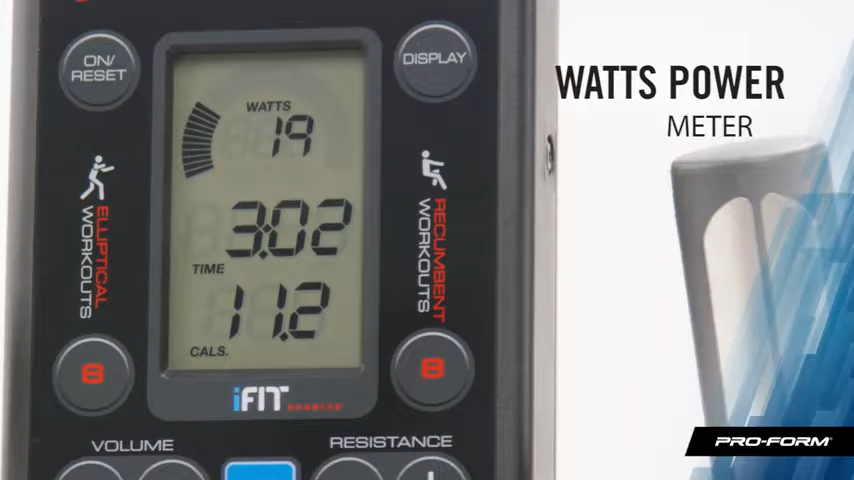 ON/
RESET
DISPLAY
WATTS POWER
METER
WATTS
19
3:02
TIME
11.2
CALS.
ELLIPTICAL
WORKOUTS
RECUMBENT
WORKOUTS
8
8
iFIT ENABLED
VOLUME
RESISTANCE
PRO-FORM